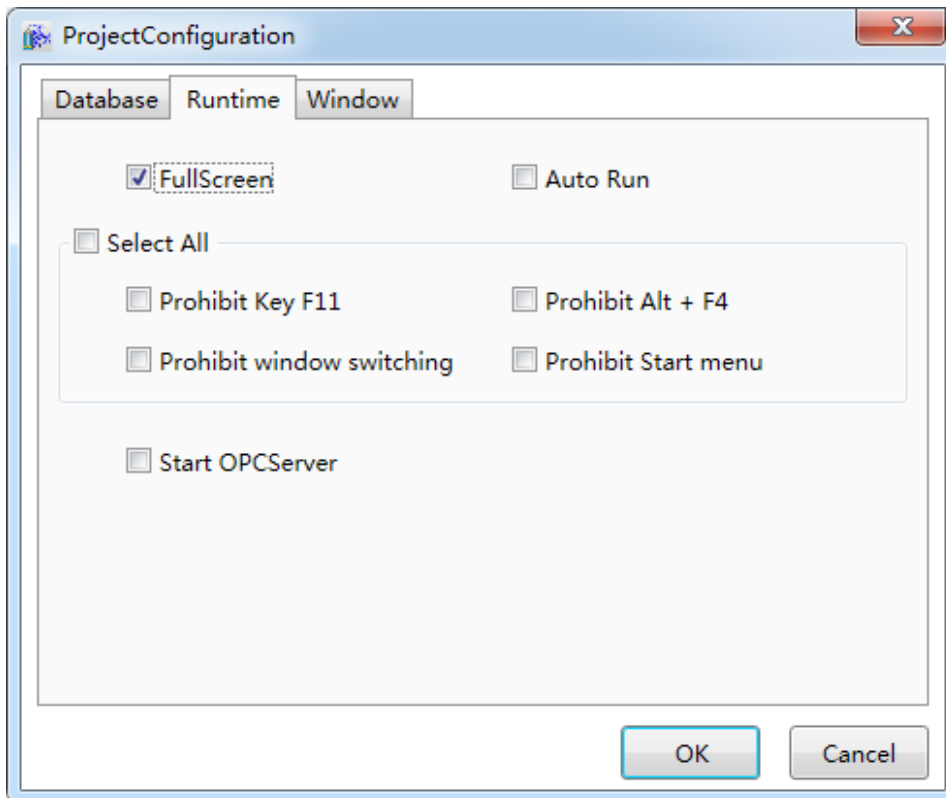 ProjectConfiguration
Database Runtime Window
FullScreen Auto Run
Select All
Prohibit Key F11 Prohibit Alt + F4
Prohibit window switching Prohibit Start menu
Start OPCServer
OK Cancel